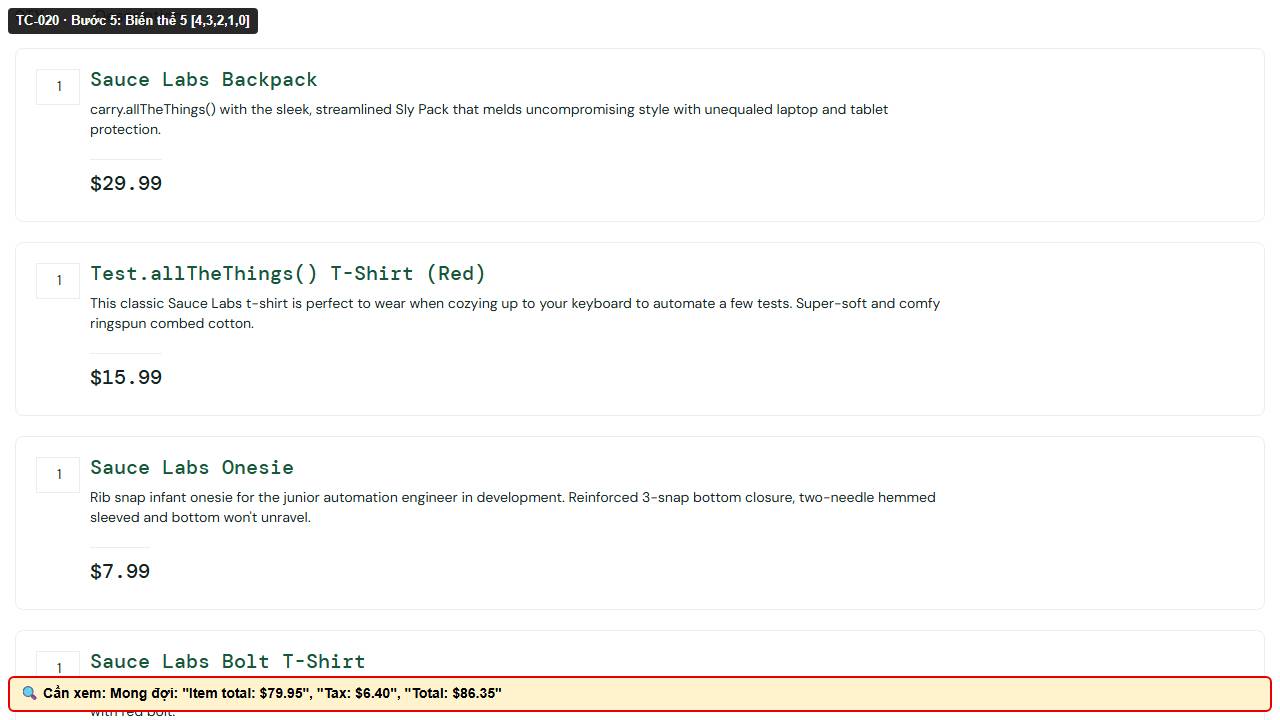 TC-020 · Bước 5: Biến thể 5 [4,3,2,1,0]
1
Sauce Labs Backpack
carry.allTheThings() with the sleek, streamlined Sly Pack that melds uncompromising style with unequaled laptop and tablet
protection.
$29.99
1
Test.allTheThings() T-Shirt (Red)
This classic Sauce Labs t-shirt is perfect to wear when cozying up to your keyboard to automate a few tests. Super-soft and comfy
ringspun combed cotton.
$15.99
1
Sauce Labs Onesie
Rib snap infant onesie for the junior automation engineer in development. Reinforced 3-snap bottom closure, two-needle hemmed
sleeved and bottom won't unravel.
$7.99
1
Sauce Labs Bolt T-Shirt
🔍 Cần xem: Mong đợi: "Item total: $79.95", "Tax: $6.40", "Total: $86.35"
with red bolt.